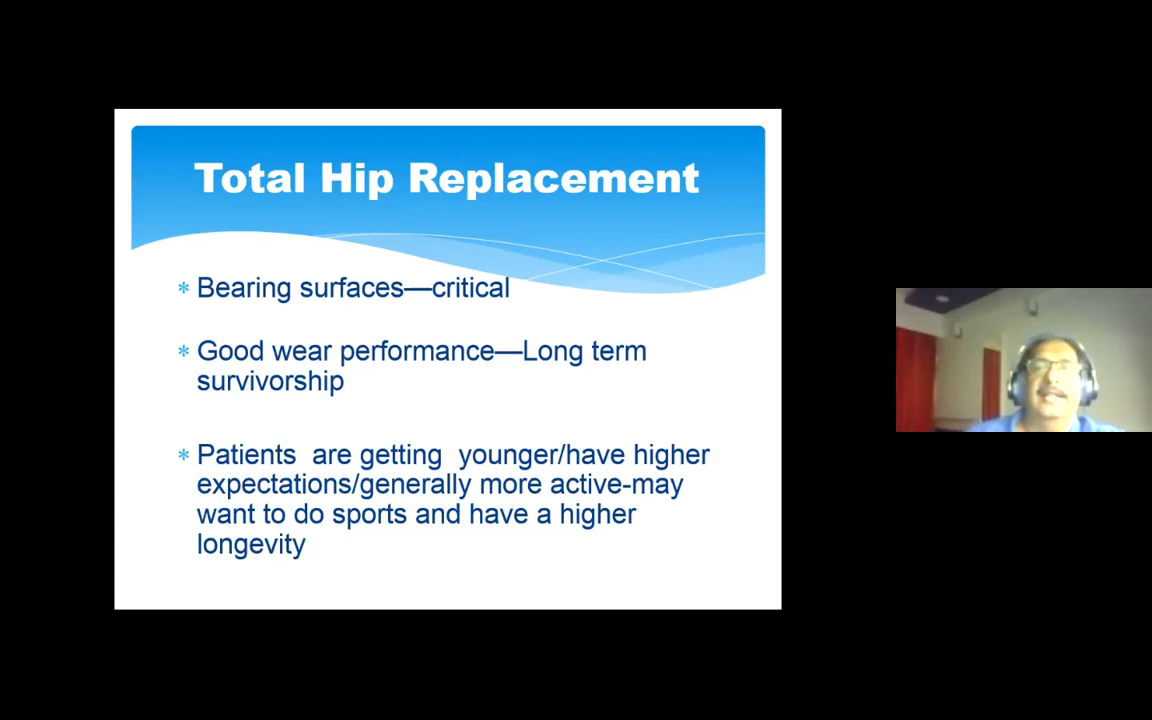 Total Hip Replacement
* Bearing surfaces—critical
* Good wear performance—Long term
survivorship
* Patients  are getting  younger/have higher
expectations/generally more active-may
want to do sports and have a higher
longevity